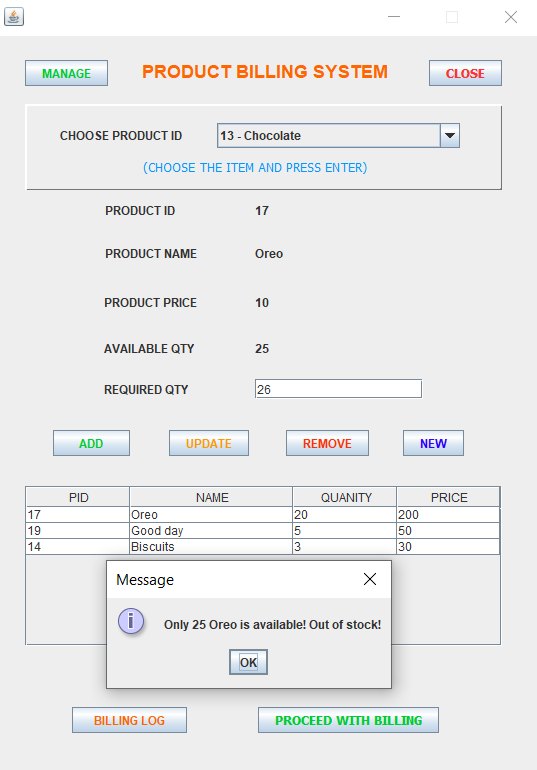 MANAGE PRODUCT BILLING SYSTEM CLOSE
CHOOSE PRODUCT ID 13 - Chocolate
(CHOOSE THE ITEM AND PRESS ENTER)
PRODUCT ID 17
PRODUCT NAME Oreo
PRODUCT PRICE 10
AVAILABLE QTY 25
REQUIRED QTY 26
ADD UPDATE REMOVE NEW
PID NAME QUANITY PRICE
17 Oreo 20 200
19 Good day 5 50
14 Biscuits 3 30
Message
Only 25 Oreo is available! Out of stock!
OK
BILLING LOG PROCEED WITH BILLING